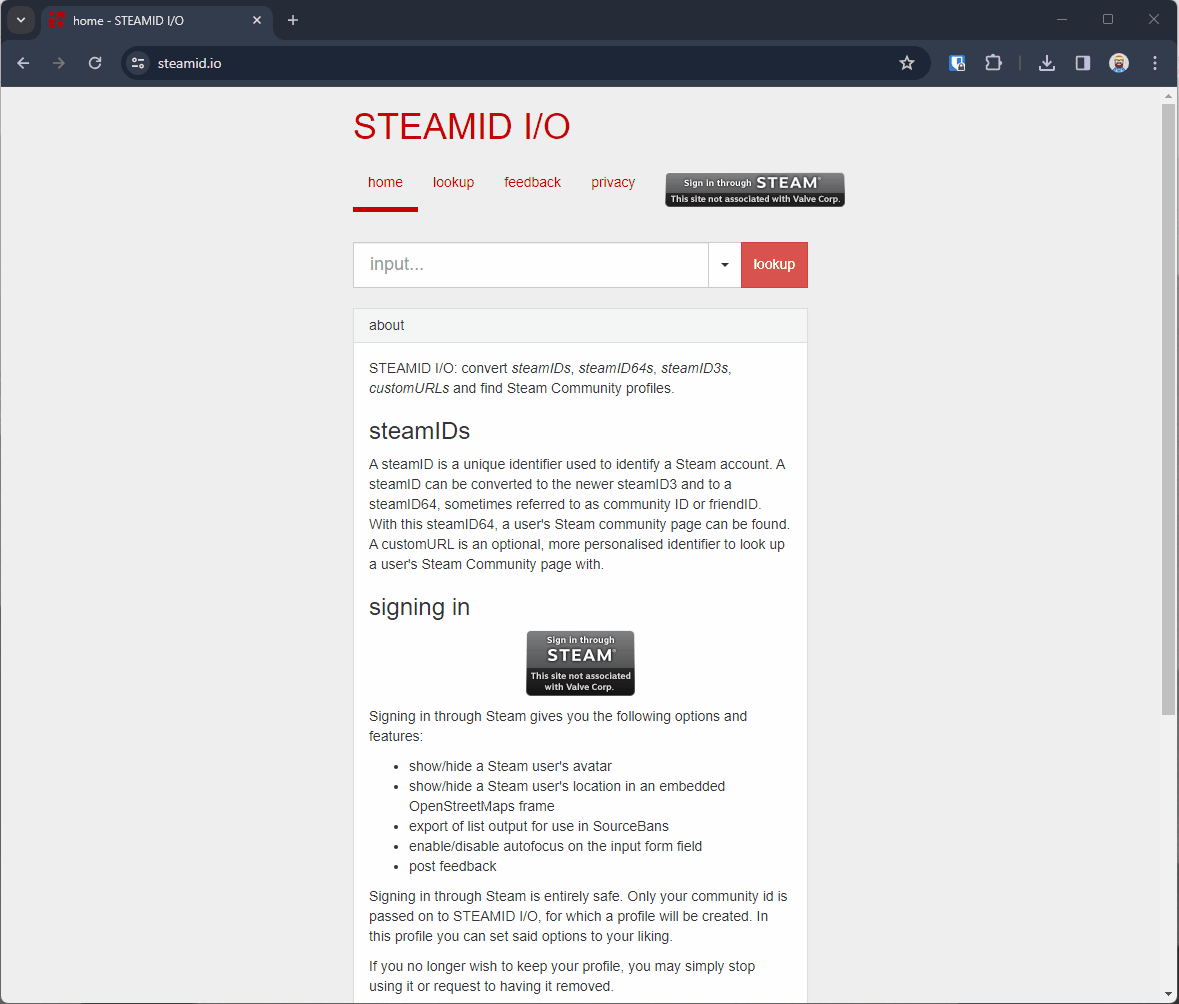 home - STEAMID I/O
steamid.io
STEAMID I/O
home
lookup
feedback
privacy
Sign in through STEAM®
This site not associated with Valve Corp.
input...
lookup
about
STEAMID I/O: convert steamIDs, steamID64s, steamID3s,
customURLs and find Steam Community profiles.
steamIDs
A steamID is a unique identifier used to identify a Steam account. A
steamID can be converted to the newer steamID3 and to a
steamID64, sometimes referred to as community ID or friendID.
With this steamID64, a user's Steam community page can be found.
A customURL is an optional, more personalised identifier to look up
a user's Steam Community page with.
signing in
Sign in through
STEAM®
This site not associated
with Valve Corp.
Signing in through Steam gives you the following options and
features:
• show/hide a Steam user's avatar
• show/hide a Steam user's location in an embedded
OpenStreetMaps frame
• export of list output for use in SourceBans
• enable/disable autofocus on the input form field
• post feedback
Signing in through Steam is entirely safe. Only your community id is
passed on to STEAMID I/O, for which a profile will be created. In
this profile you can set said options to your liking.
If you no longer wish to keep your profile, you may simply stop
using it or request to having it removed.